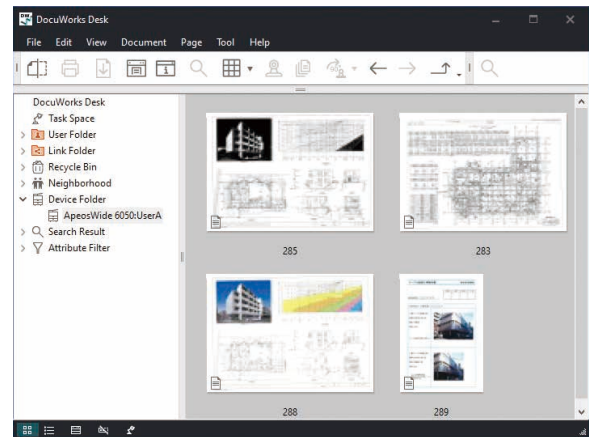 DocuWorks Desk
File Edit View Document Page Tool Help
DocuWorks Desk
Task Space
User Folder
Link Folder
Recycle Bin
Neighborhood
Device Folder
ApeosWide 6050:UserA
Search Result
Attribute Filter
285
283
288
289